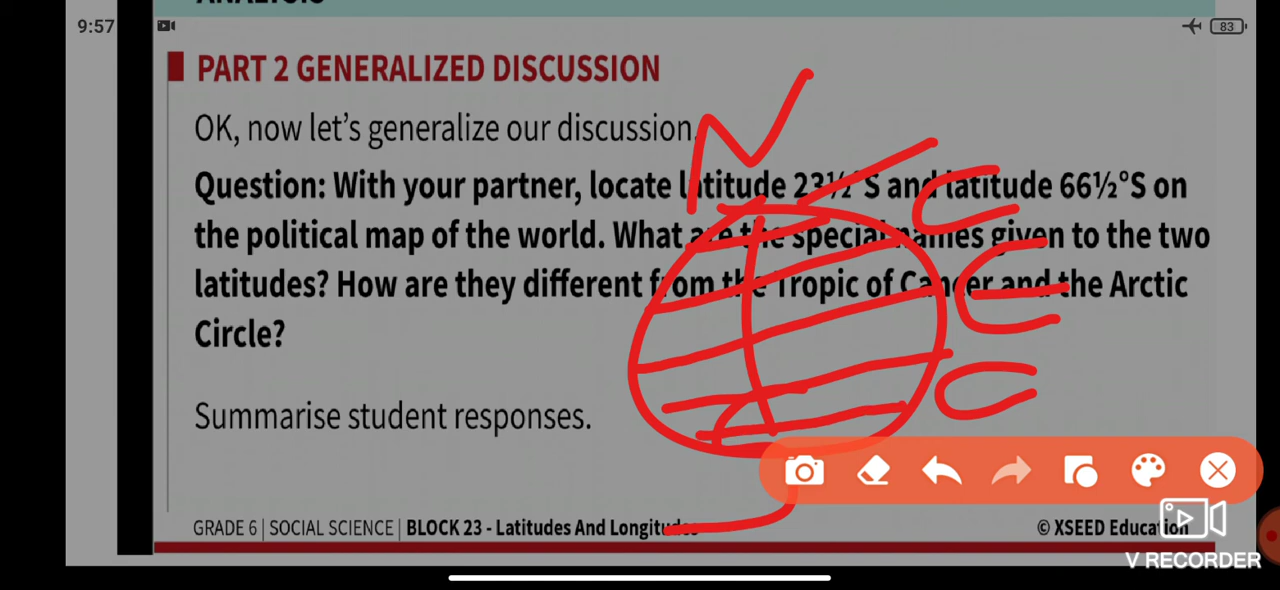 ANALYSIS
9:57
83
PART 2 GENERALIZED DISCUSSION
OK, now let's generalize our discussion.
Question: With your partner, locate latitude 23½°S and latitude 66½°S on
the political map of the world. What are the special names given to the two
latitudes? How are they different from the Tropic of Cancer and the Arctic
Circle?
N
C
E
C
Summarise student responses.
GRADE 6 | SOCIAL SCIENCE | BLOCK 23 - Latitudes And Longitudes
© XSEED Education
V RECORDER